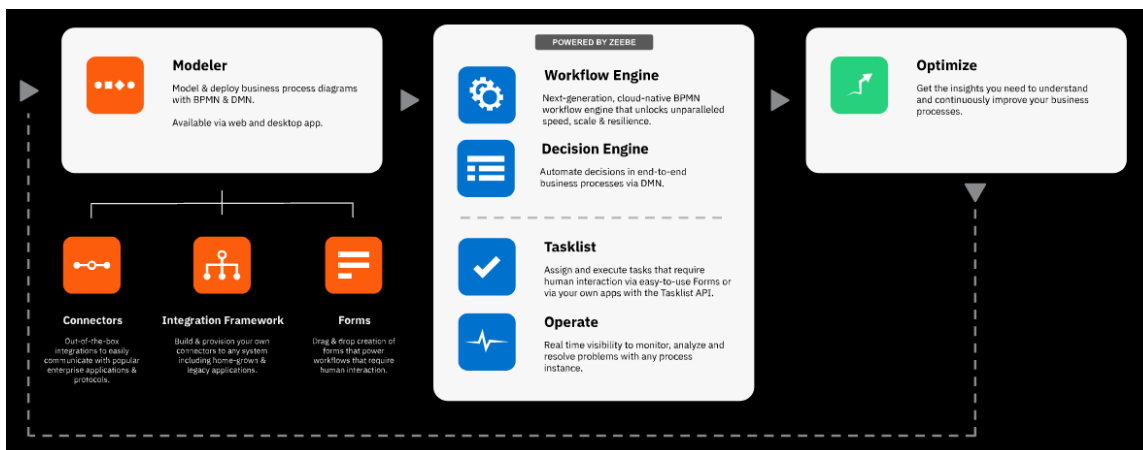 Modeler
Model & deploy business process diagrams
with BPMN & DMN.
Available via web and desktop app.
Connectors
Out-of-the-box
integrations to easily
communicate with popular
enterprise applications &
protocols.
Integration Framework
Build & provision your own
connectors to any system
including home-grown &
legacy applications.
Forms
Drag & drop creation of
forms that power
workflows that require
human interaction.
POWERED BY ZEEBE
Workflow Engine
Next-generation, cloud-native BPMN
workflow engine that unlocks unparalleled
speed, scale & resilience.
Decision Engine
Automate decisions in end-to-end
business processes via DMN.
Tasklist
Assign and execute tasks that require
human interaction via easy-to-use Forms or
via your own apps with the Tasklist API.
Operate
Real time visibility to monitor, analyze and
resolve problems with any process
instance.
Optimize
Get the insights you need to understand
and continuously improve your business
processes.